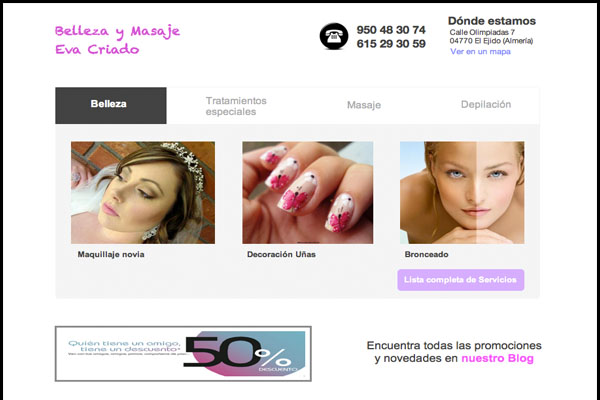 Belleza y Masaje
Eva Criado
950 48 30 74
615 29 30 59
Dónde estamos
Calle Olimpiadas 7
04770 El Ejido (Almería)
Ver en un mapa
Belleza
Tratamientos
especiales
Masaje
Depilación
Maquillaje novia
Decoración Uñas
Bronceado
Lista completa de Servicios
Quién tiene un amigo,
tiene un descuento*
50%
DESCUENTO
Encuentra todas las promociones
y novedades en nuestro Blog